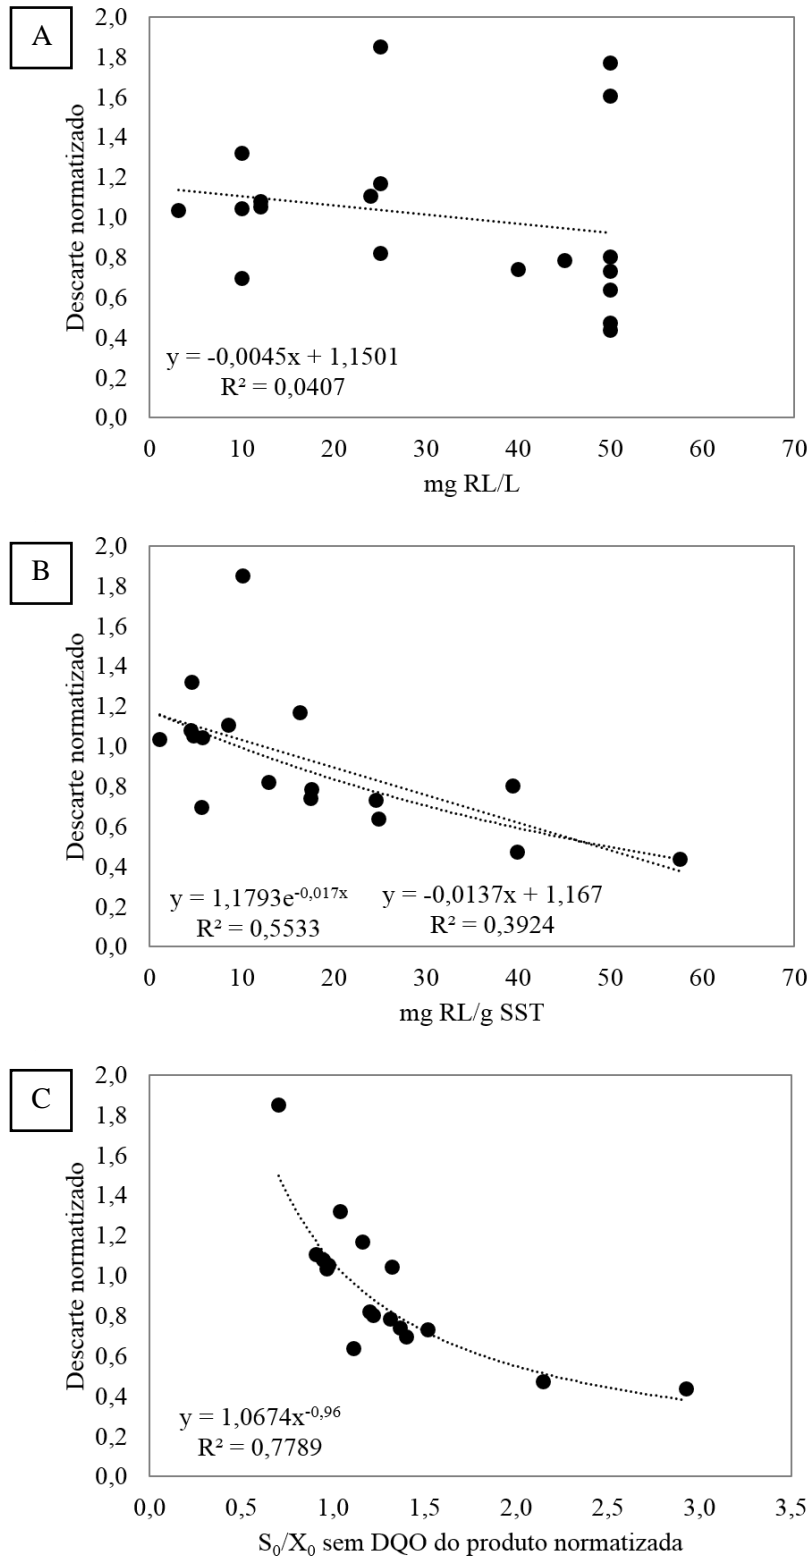 A
Descarte normatizado
2,0
1,8
1,6
1,4
1,2
1,0
0,8
0,6
0,4
0,2
0,0
y = -0,0045x + 1,1501
R² = 0,0407
0 10 20 30 40 50 60 70
mg RL/L
B
Descarte normatizado
2,0
1,8
1,6
1,4
1,2
1,0
0,8
0,6
0,4
0,2
0,0
y = 1,1793e^-0,017x y = -0,0137x + 1,167
R² = 0,5533 R² = 0,3924
0 10 20 30 40 50 60 70
mg RL/g SST
C
Descarte normatizado
2,0
1,8
1,6
1,4
1,2
1,0
0,8
0,6
0,4
0,2
0,0
y = 1,0674x^-0,96
R² = 0,7789
0,0 0,5 1,0 1,5 2,0 2,5 3,0 3,5
S₀/X₀ sem DQO do produto normatizada